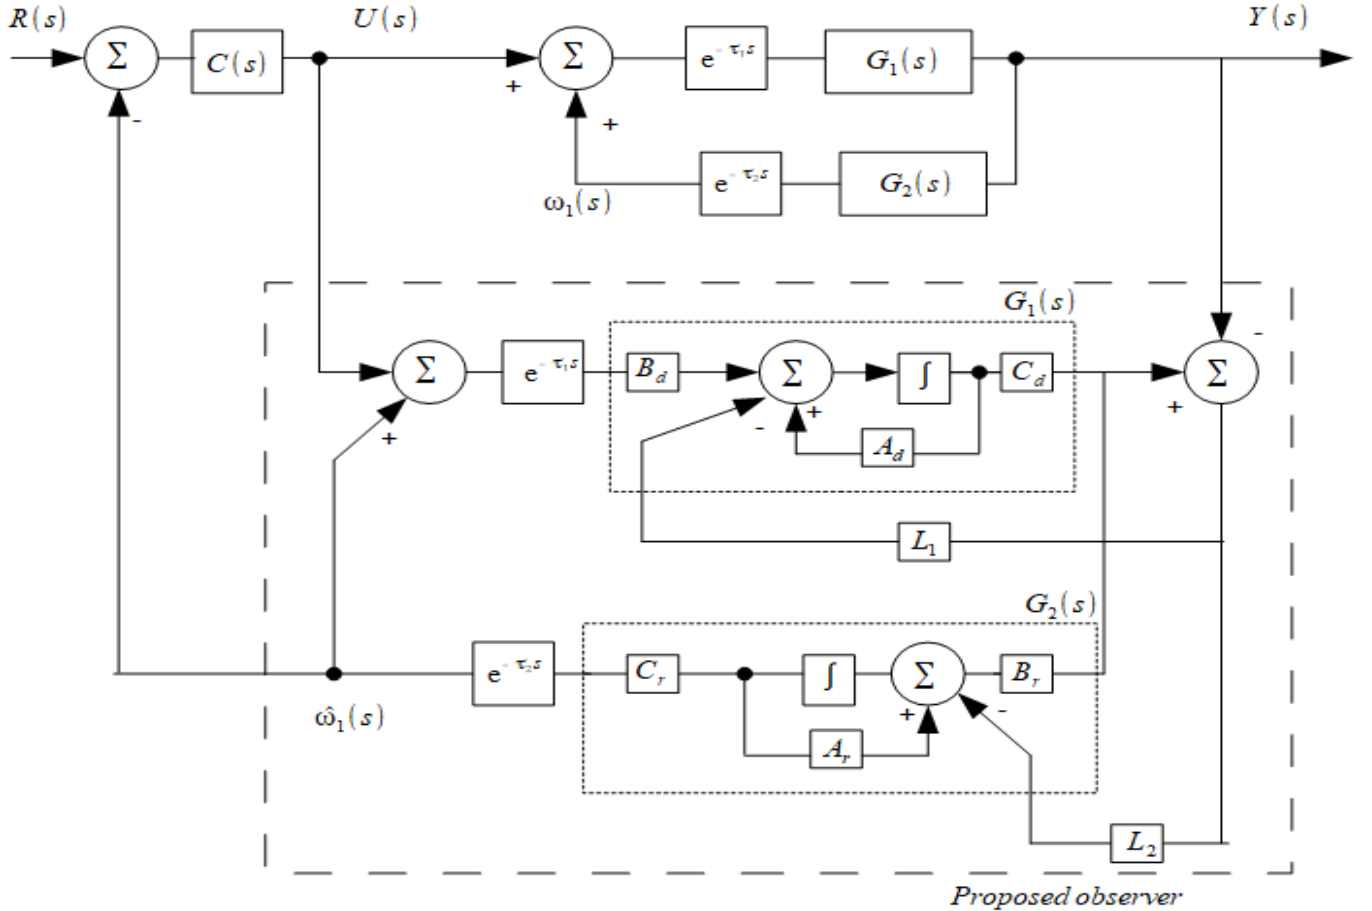 R(s) U(s) Y(s)
Σ C(s) Σ e^{- τ₁s} G₁(s)
- + +
e^{- τ₂s} G₂(s)
ω₁(s)
G₁(s)
-
Σ e^{- τ₁s} B_d Σ ∫ C_d Σ
+ - + A_d +
L₁
G₂(s)
e^{- τ₂s} C_r ∫ Σ B_r
ω̂₁(s) + -
A_r
L₂
Proposed observer